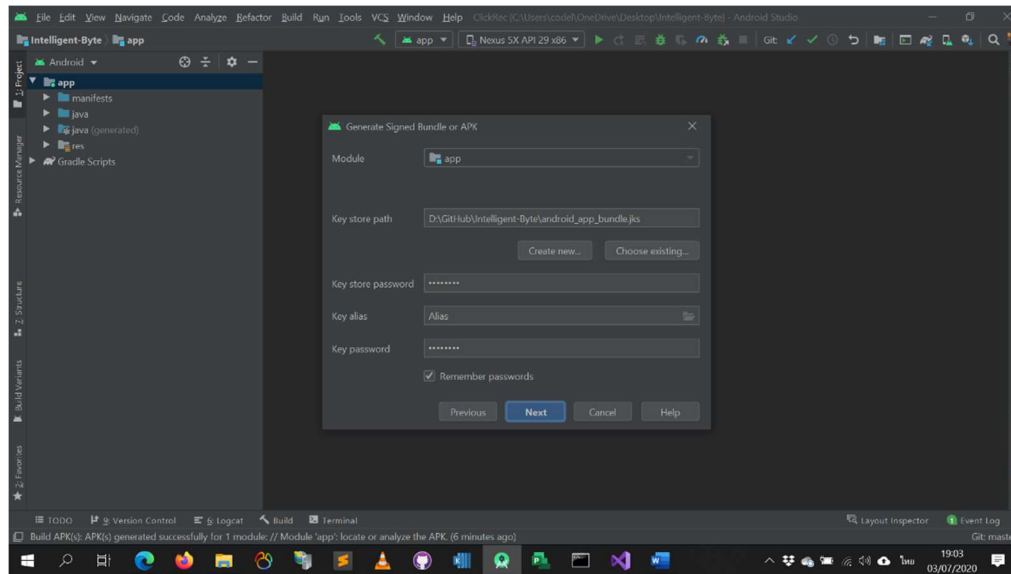 File Edit View Navigate Code Analyze Refactor Build Run Tools VCS Window Help ClickRec [C:\Users\codel\OneDrive\Desktop\Intelligent-Byte] - Android Studio
Intelligent-Byte app
app Nexus 5X API 29 x86 Git:
1: Project
Android
app
manifests
java
java (generated)
res
Gradle Scripts
Resource Manager
Z: Structure
Build Variants
2: Favorites
Generate Signed Bundle or APK
Module app
Key store path D:\GitHub\Intelligent-Byte\android_app_bundle.jks
Create new... Choose existing...
Key store password ••••••••
Key alias Alias
Key password ••••••••
Remember passwords
Previous Next Cancel Help
TODO 9: Version Control 6: Logcat Build Terminal Layout Inspector 1 Event Log
Build APK(s): APK(s) generated successfully for 1 module: // Module 'app': locate or analyze the APK. (6 minutes ago) Git: maste
ไทย 19:03
03/07/2020